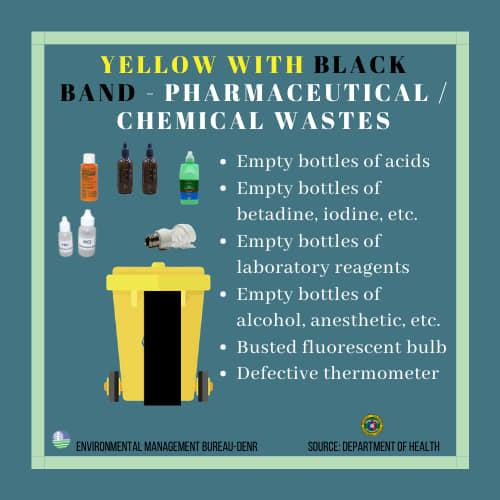 YELLOW WITH BLACK
BAND - PHARMACEUTICAL /
CHEMICAL WASTES
• Empty bottles of acids
• Empty bottles of
betadine, iodine, etc.
• Empty bottles of
laboratory reagents
• Empty bottles of
alcohol, anesthetic, etc.
• Busted fluorescent bulb
• Defective thermometer
ENVIRONMENTAL MANAGEMENT BUREAU-DENR
SOURCE: DEPARTMENT OF HEALTH